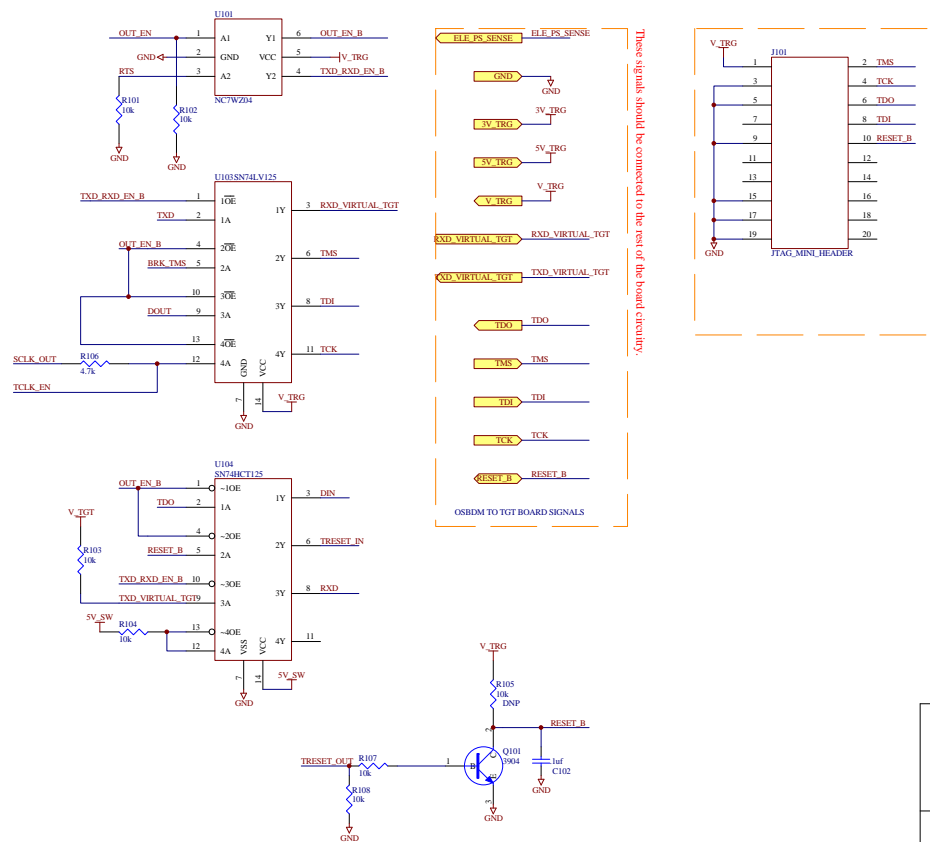 U101
OUT_EN 1 A1 Y1 6 OUT_EN_B
GND 2 GND VCC 5 V_TRG
RTS 3 A2 Y2 4 TXD_RXD_EN_B
NC7WZ04
R101
10k
R102
10k
GND
GND
U103 SN74LV125
TXD_RXD_EN_B 1 1OE
1Y 3 RXD_VIRTUAL_TGT
TXD 2 1A
OUT_EN_B 4 2OE
2Y 6 TMS
BRK_TMS 5 2A
10 3OE
3Y 8 TDI
DOUT 9 3A
13 4OE
4Y 11 TCK
SCLK_OUT R106 12 4A
4.7k
TCLK_EN
GND VCC
7 14
V_TRG
GND
U104
SN74HCT125
OUT_EN_B 1 ~1OE
1Y 3 DIN
TDO 2 1A
V_TGT
4 ~2OE
2Y 6 TRESET_IN
RESET_B 5 2A
R103
10k
TXD_RXD_EN_B 10 ~3OE
3Y 8 RXD
TXD_VIRTUAL_TGT 9 3A
5V_SW
R104 13 ~4OE
10k
4Y 11
12 4A
VSS VCC
7 14
5V_SW
GND
ELE_PS_SENSE ELE_PS_SENSE
GND
GND
3V_TRG
3V_TRG
5V_TRG
5V_TRG
V_TRG
V_TRG
RXD_VIRTUAL_TGT RXD_VIRTUAL_TGT
TXD_VIRTUAL_TGT TXD_VIRTUAL_TGT
TDO TDO
TMS TMS
TDI TDI
TCK TCK
RESET_B RESET_B
OSBDM TO TGT BOARD SIGNALS
These signals should be connected to the rest of the board circuitry.
V_TRG
J101
1 2 TMS
3 4 TCK
5 6 TDO
7 8 TDI
9 10 RESET_B
11 12
13 14
15 16
17 18
19 20
GND
JTAG_MINI_HEADER
V_TRG
R105
10k
DNP
2 RESET_B
TRESET_OUT R107 1 B C E Q101
10k
3904
1uf
C102
R108
10k
3
GND
GND
GND